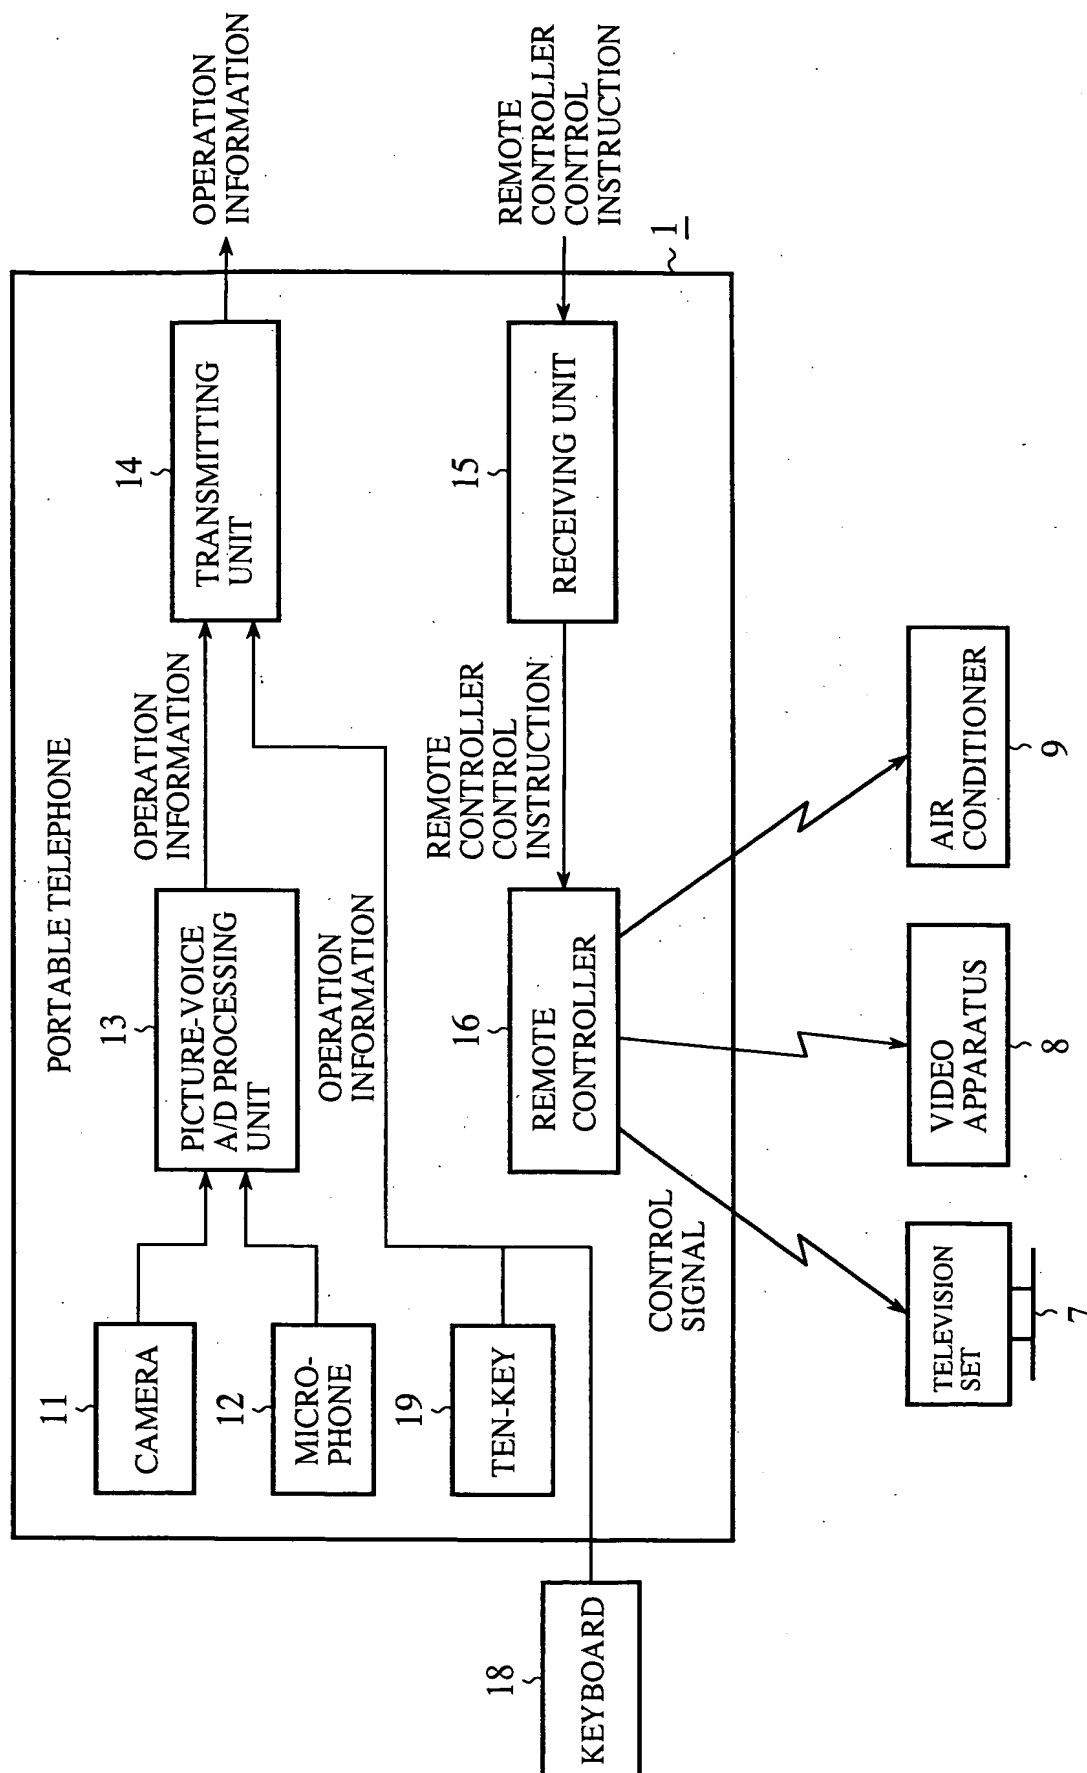 PORTABLE TELEPHONE
11
CAMERA
12
MICRO-
PHONE
19
TEN-KEY
18
KEYBOARD
13
PICTURE-VOICE
A/D PROCESSING
UNIT
OPERATION
INFORMATION
OPERATION
INFORMATION
14
TRANSMITTING
UNIT
OPERATION
INFORMATION
REMOTE
CONTROLLER
CONTROL
INSTRUCTION
15
RECEIVING UNIT
REMOTE
CONTROLLER
CONTROL
INSTRUCTION
16
REMOTE
CONTROLLER
1
CONTROL
SIGNAL
TELEVISION
SET
7
VIDEO
APPARATUS
8
AIR
CONDITIONER
9